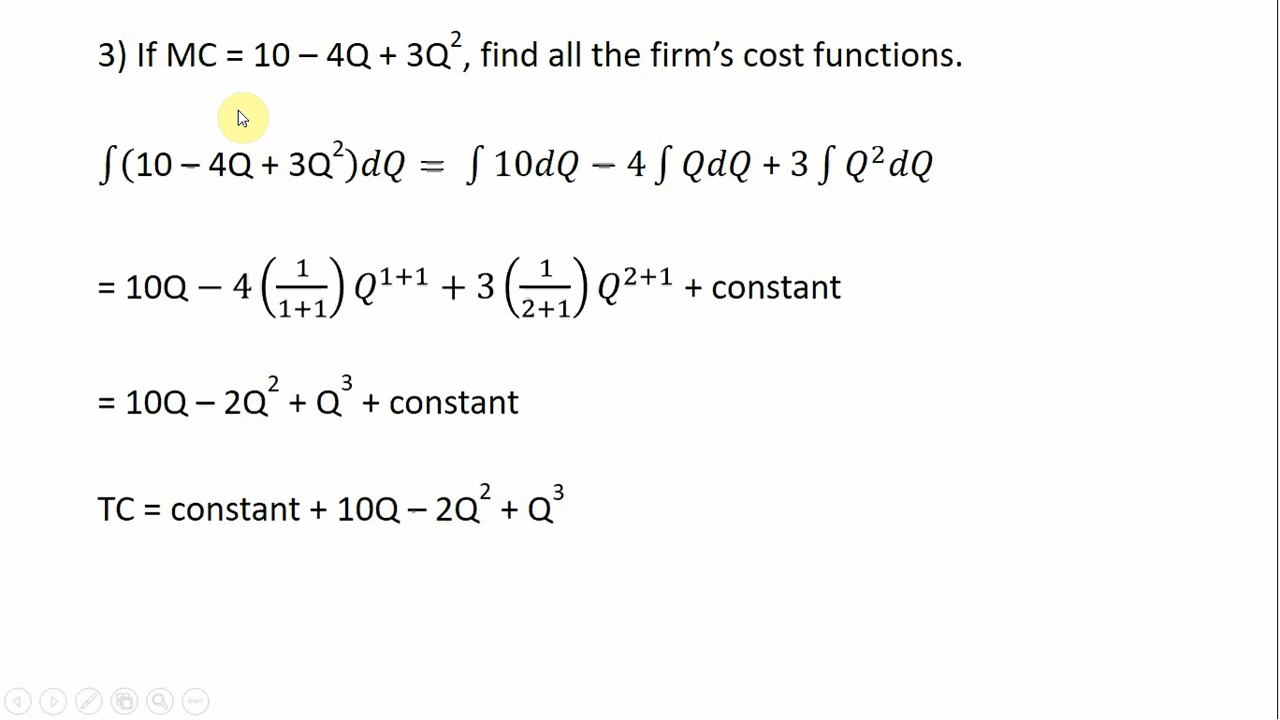 3) If MC = 10 – 4Q + 3Q², find all the firm’s cost functions.
∫(10 – 4Q + 3Q²)dQ = ∫ 10dQ − 4 ∫ QdQ + 3 ∫ Q²dQ
= 10Q − 4 (1/(1+1)) Q¹⁺¹ + 3 (1/(2+1)) Q²⁺¹ + constant
= 10Q – 2Q² + Q³ + constant
TC = constant + 10Q – 2Q² + Q³